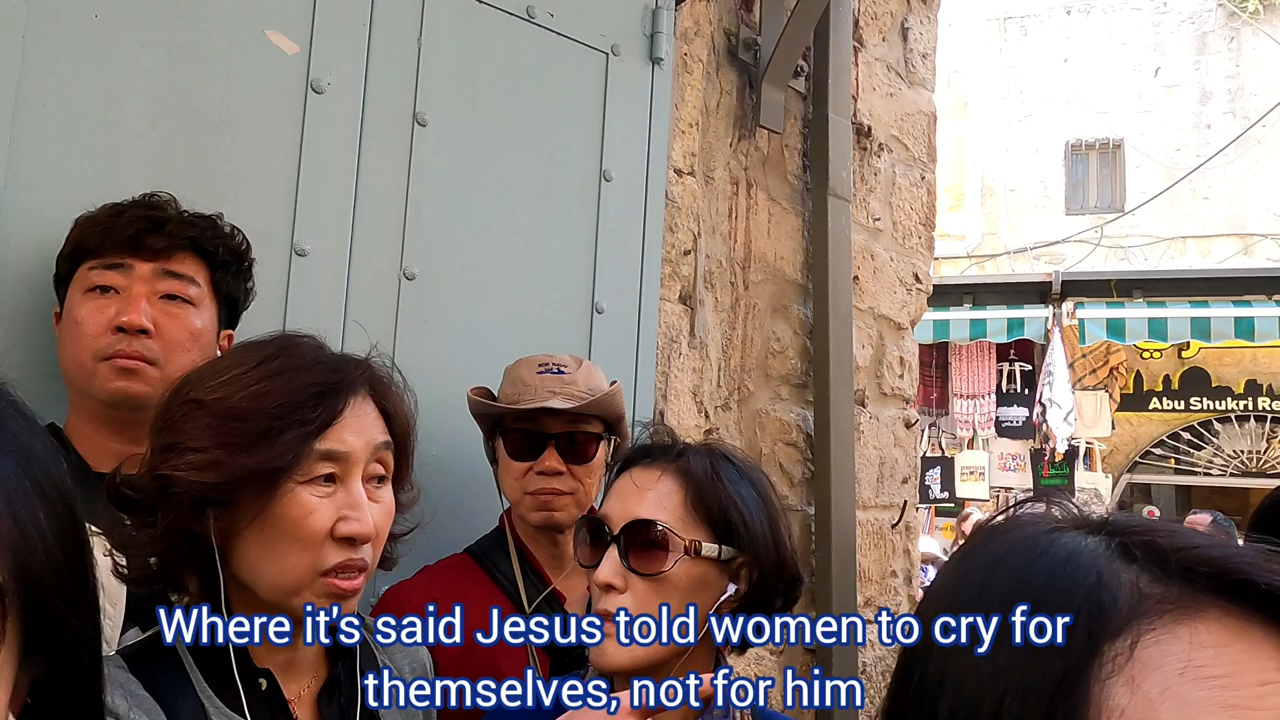 Abu Shukri Re
Where it's said Jesus told women to cry for
themselves, not for him